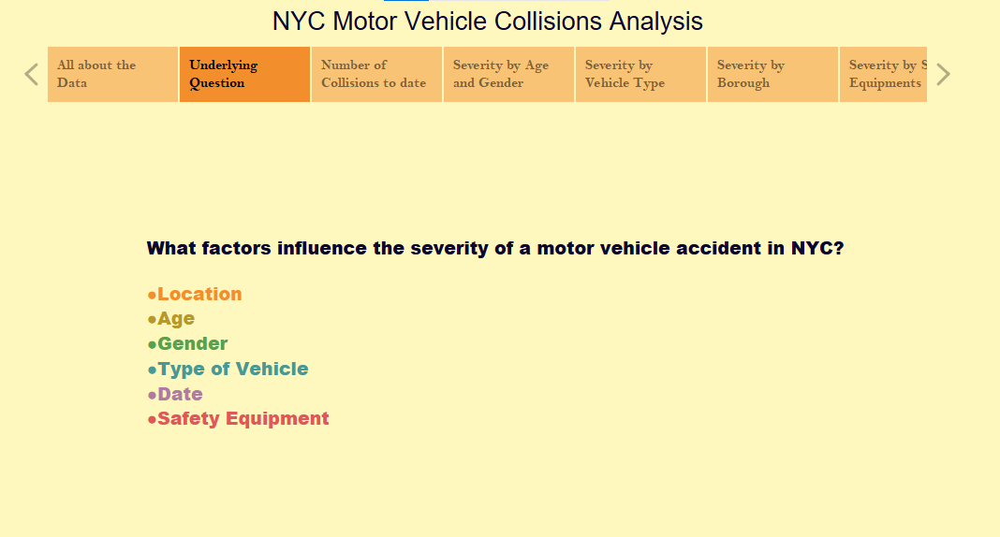 NYC Motor Vehicle Collisions Analysis
All about the
Data
Underlying
Question
Number of
Collisions to date
Severity by Age
and Gender
Severity by
Vehicle Type
Severity by
Borough
Severity by S
Equipments
What factors influence the severity of a motor vehicle accident in NYC?
●Location
●Age
●Gender
●Type of Vehicle
●Date
●Safety Equipment